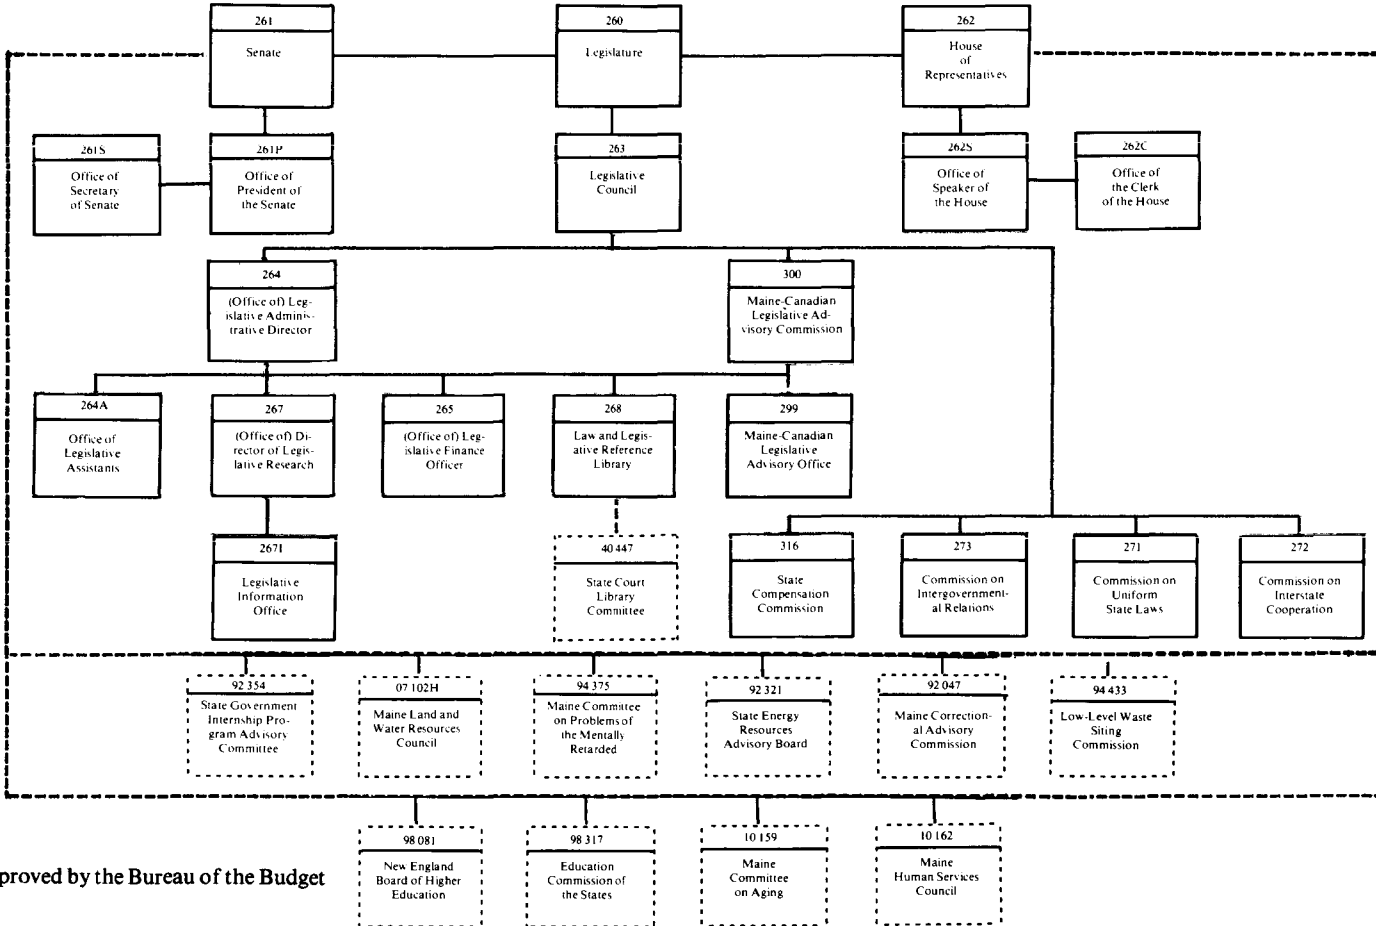 261
Senate
260
Legislature
262
House
of
Representatives
261S
Office of
Secretary
of Senate
261P
Office of
President of
the Senate
263
Legislative
Council
262S
Office of
Speaker of
the House
262C
Office of
the Clerk
of the House
264
(Office of) Leg-
islative Adminis-
trative Director
300
Maine-Canadian
Legislative Ad-
visory Commission
264A
Office of
Legislative
Assistants
267
(Office of) Di-
rector of Legis-
lative Research
265
(Office of) Leg-
islative Finance
Officer
268
Law and Legis-
ative Reference
Library
299
Maine-Canadian
Legislative
Advisory Office
267I
Legislative
Information
Office
40 447
State Court
Library
Committee
316
State
Compensation
Commission
273
Commission on
Intergovernment-
al Relations
271
Commission on
Uniform
State Laws
272
Commission on
Interstate
Cooperation
92 354
State Government
Internship Pro-
gram Advisory
Committee
07 102H
Maine Land and
Water Resources
Council
94 375
Maine Committee
on Problems of
the Mentally
Retarded
92 321
State Energy
Resources
Advisory Board
92 047
Maine Correction-
al Advisory
Commission
94 433
Low-Level Waste
Siting
Commission
98 081
New England
Board of Higher
Education
98 317
Education
Commission of
the States
10 159
Maine
Committee
on Aging
10 162
Maine
Human Services
Council
proved by the Bureau of the Budget